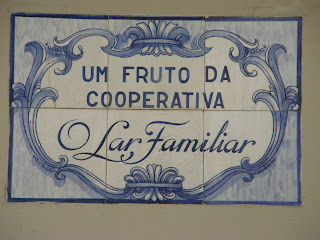 UM FRUTO DA
COOPERATIVA
O Lar Familiar